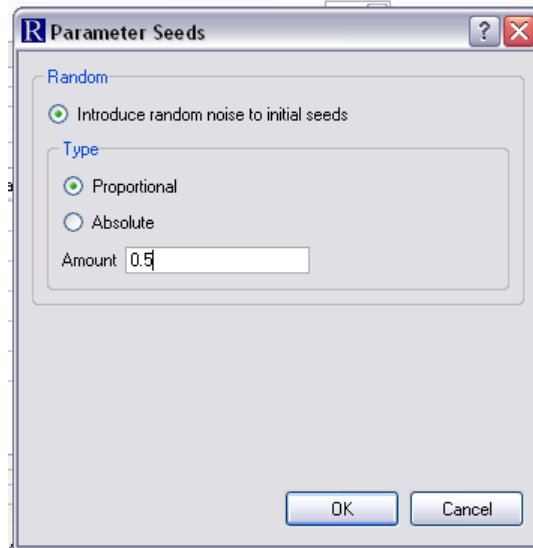 R Parameter Seeds ?
Random
Introduce random noise to initial seeds
Type
Proportional
Absolute
Amount 0.5
OK Cancel